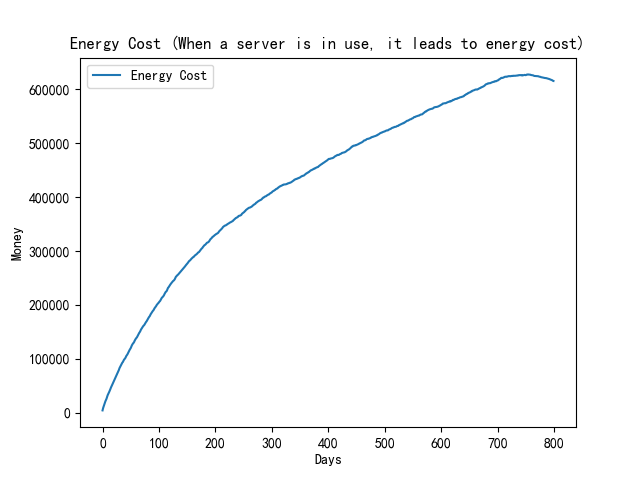 Energy Cost (When a server is in use, it leads to energy cost)
Energy Cost
600000
500000
400000
300000
200000
100000
0
Money
0 100 200 300 400 500 600 700 800
Days